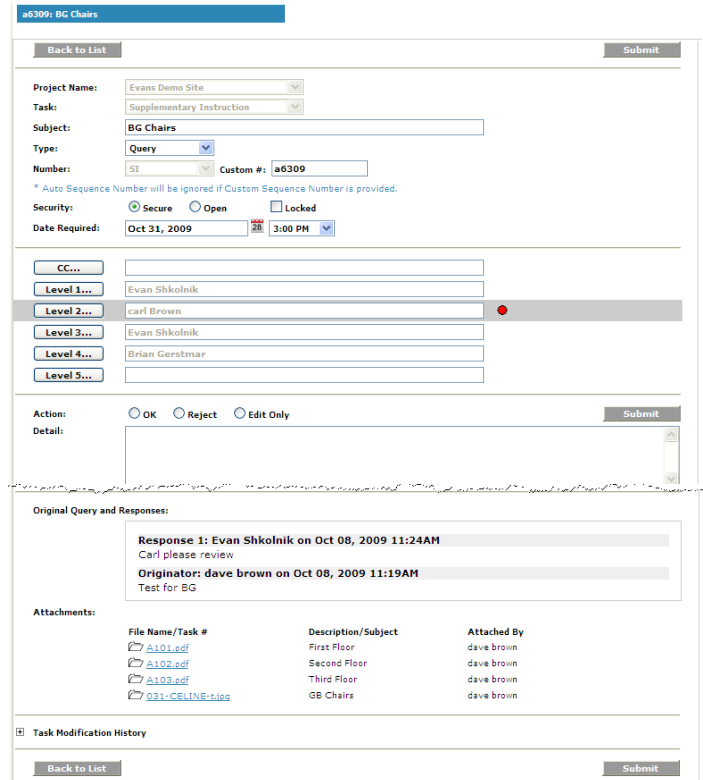 a6309: BG Chairs
Back to List Submit
Project Name: Evans Demo Site
Task: Supplementary Instruction
Subject: BG Chairs
Type: Query
Number: SI Custom #: a6309
* Auto Sequence Number will be ignored if Custom Sequence Number is provided.
Security: Secure Open Locked
Date Required: Oct 31, 2009 28 3:00 PM
CC...
Level 1... Evan Shkolnik
Level 2... carl Brown
Level 3... Evan Shkolnik
Level 4... Brian Gerstmar
Level 5...
Action: OK Reject Edit Only Submit
Detail:
Original Query and Responses:
Response 1: Evan Shkolnik on Oct 08, 2009 11:24AM
Carl please review
Originator: dave brown on Oct 08, 2009 11:19AM
Test for BG
Attachments:
File Name/Task # Description/Subject Attached By
A101.pdf First Floor dave brown
A102.pdf Second Floor dave brown
A103.pdf Third Floor dave brown
031-CELINE-t.jpg GB Chairs dave brown
Task Modification History
Back to List Submit